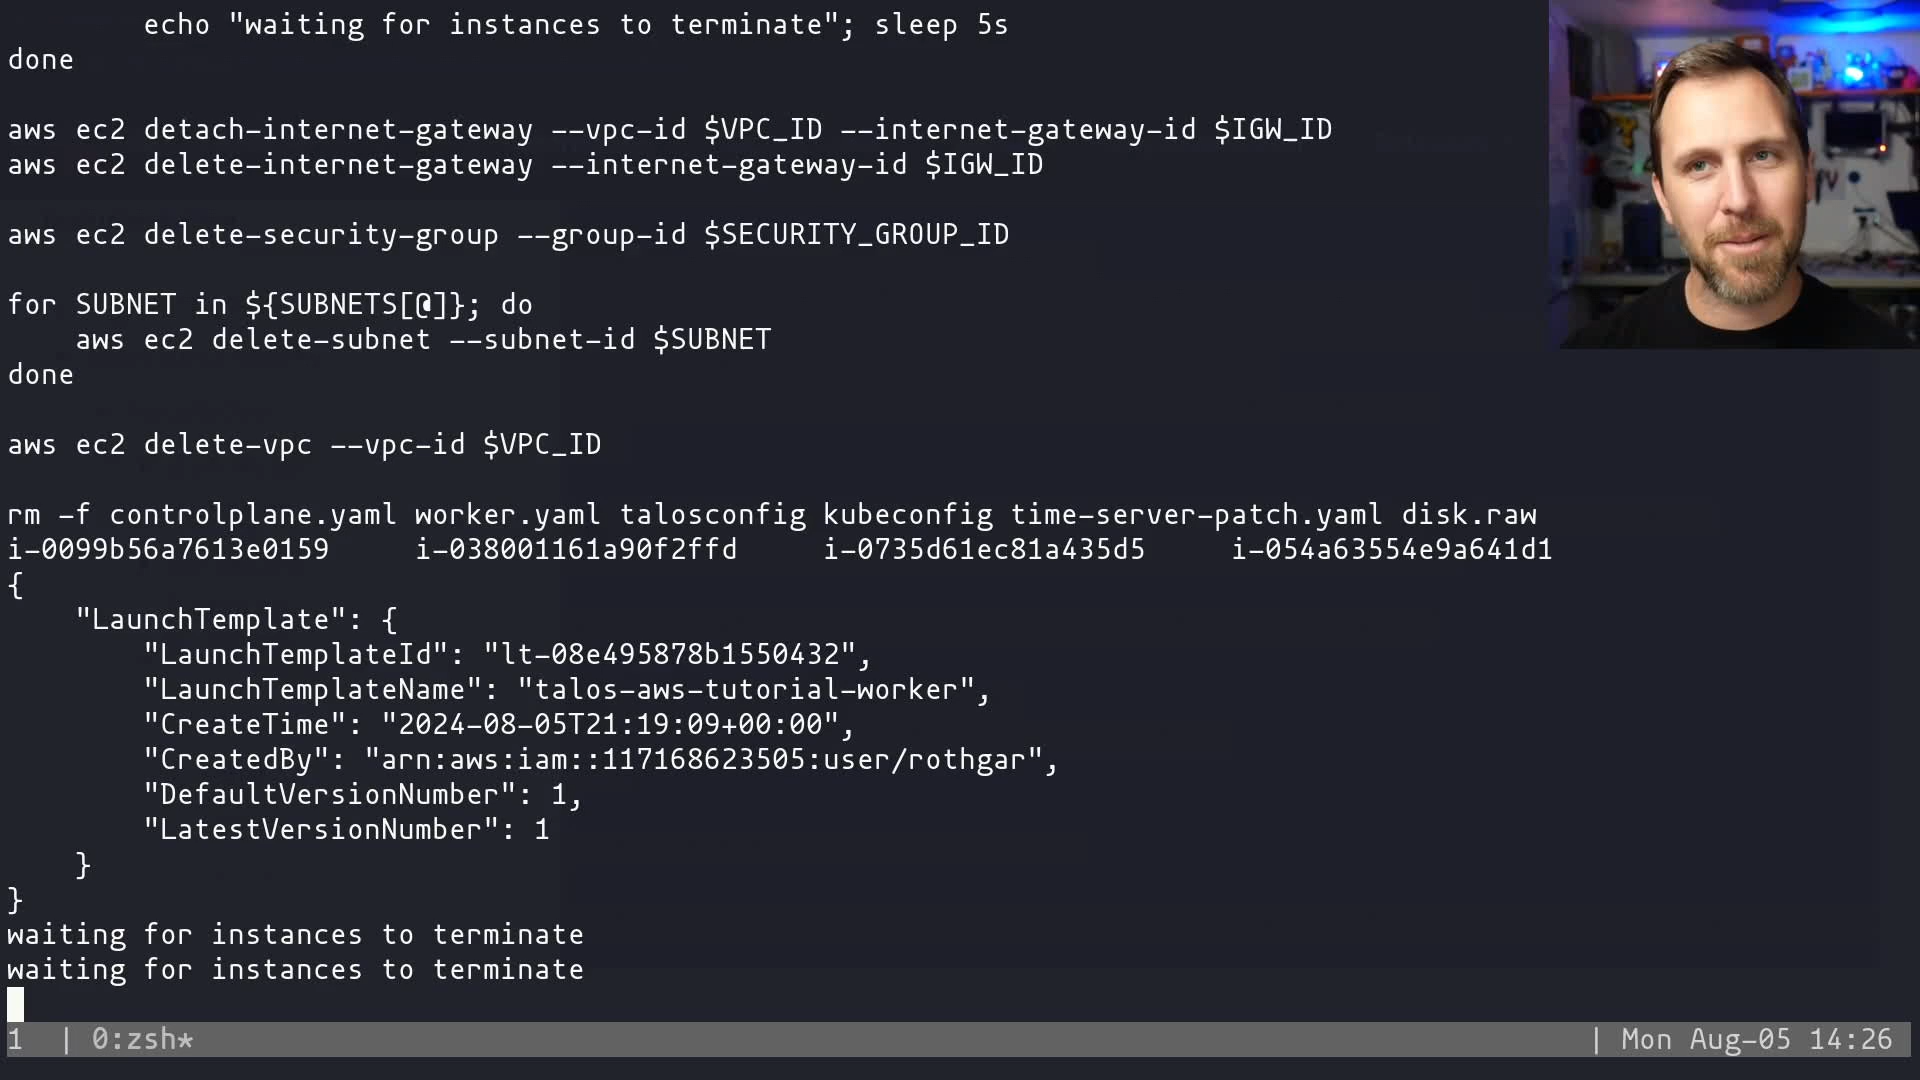 echo "waiting for instances to terminate"; sleep 5s
done
aws ec2 detach-internet-gateway --vpc-id $VPC_ID --internet-gateway-id $IGW_ID
aws ec2 delete-internet-gateway --internet-gateway-id $IGW_ID
aws ec2 delete-security-group --group-id $SECURITY_GROUP_ID
for SUBNET in ${SUBNETS[@]}; do
    aws ec2 delete-subnet --subnet-id $SUBNET
done
aws ec2 delete-vpc --vpc-id $VPC_ID
rm -f controlplane.yaml worker.yaml talosconfig kubeconfig time-server-patch.yaml disk.raw
i-0099b56a7613e0159     i-038001161a90f2ffd     i-0735d61ec81a435d5     i-054a63554e9a641d1
{
    "LaunchTemplate": {
        "LaunchTemplateId": "lt-08e495878b1550432",
        "LaunchTemplateName": "talos-aws-tutorial-worker",
        "CreateTime": "2024-08-05T21:19:09+00:00",
        "CreatedBy": "arn:aws:iam::117168623505:user/rothgar",
        "DefaultVersionNumber": 1,
        "LatestVersionNumber": 1
    }
}
waiting for instances to terminate
waiting for instances to terminate
1  | 0:zsh* | Mon Aug-05 14:26